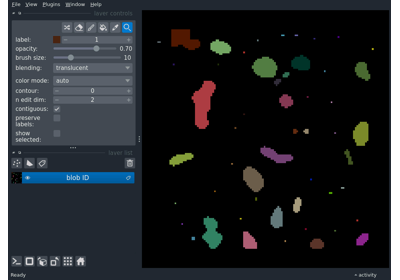 File View Plugins Window Help
layer controls
label: 1
opacity: 0.70
brush size: 10
blending: translucent
color mode: auto
contour: 0
n edit dim: 2
contiguous:
preserve
labels:
show
selected:
layer list
blob ID
Ready activity